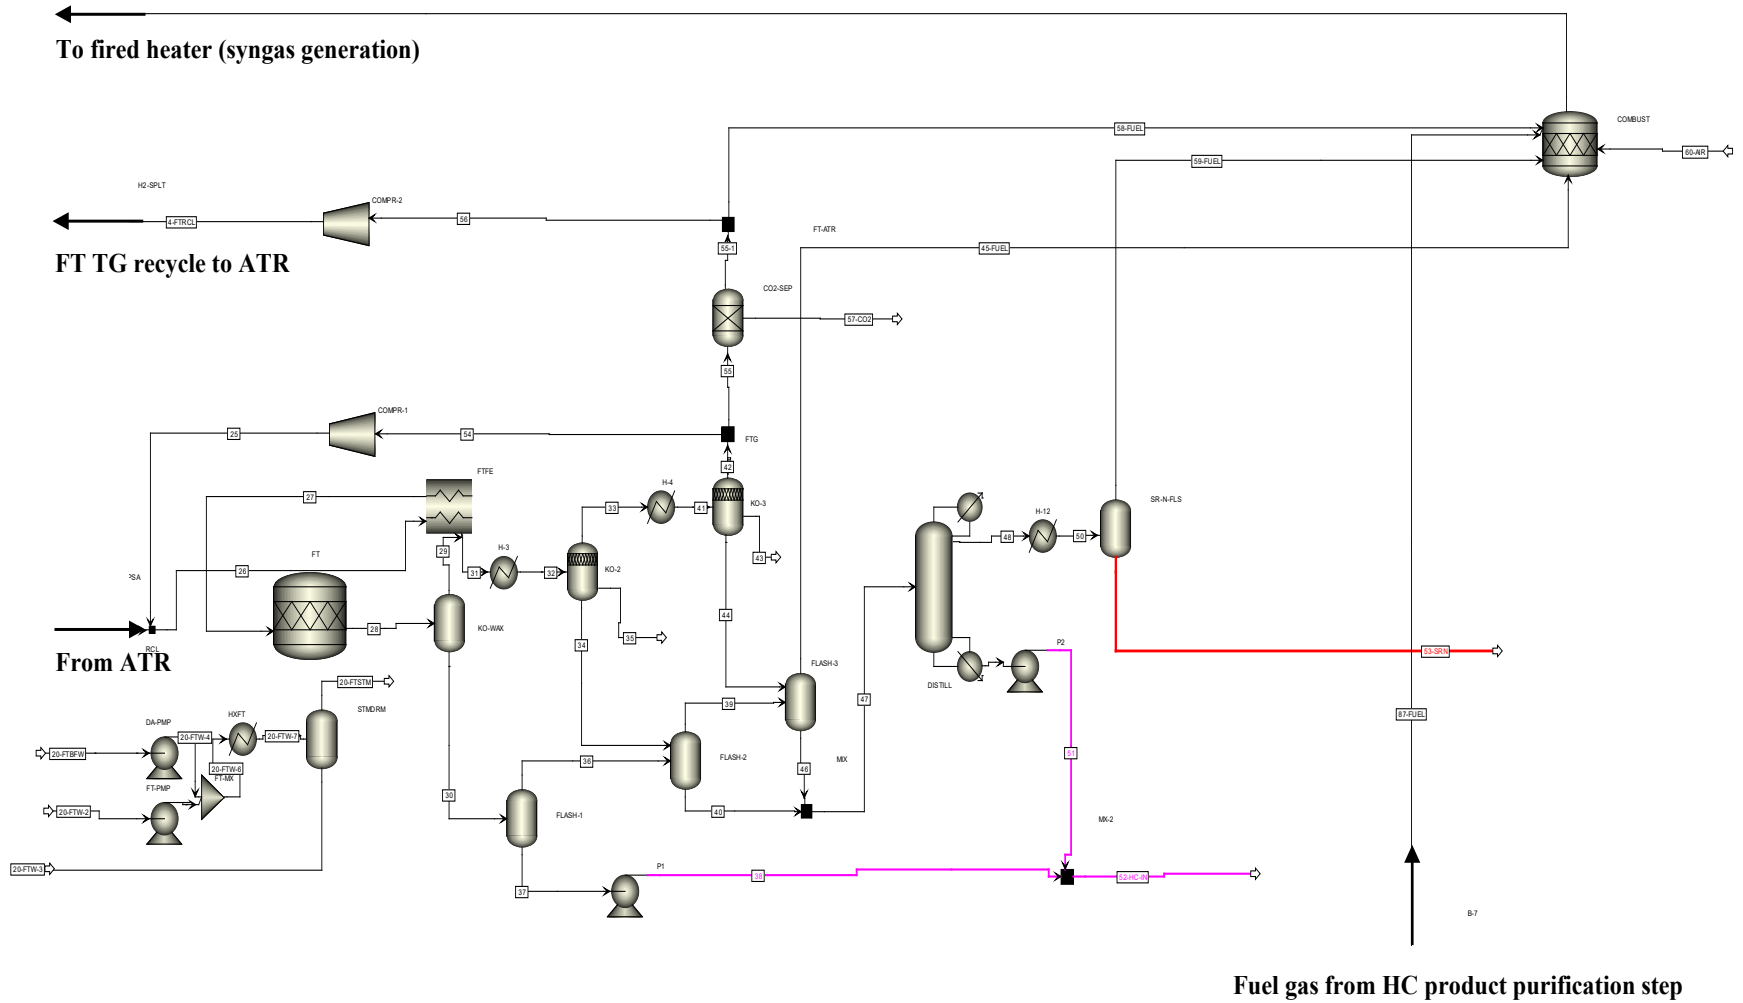 To fired heater (syngas generation)
58-FUEL
COMBUST
59-FUEL
60-AIR
H2-SPLT
COMPR-2
4-FTRCL
56
FT-ATR
FT TG recycle to ATR
55-1
45-FUEL
CO2-SEP
57-CO2
55
COMPR-1
25
54
FTG
42
FTFE
27
H-4
33
41
KO-3
SR-N-FLS
H-12
48
50
43
29
FT
H-3
31
32
KO-2
26
PSA
28
KO-WAX
44
34
35
RCL
From ATR
P2
53-SRN
20-FTSTM
STMDRM
FLASH-3
DISTILL
39
47
87-FUEL
DA-PMP
HXFT
20-FTW-4
20-FTW-7
20-FTBFW
51
36
FLASH-2
46
MIX
20-FTW-6
FT-MX
FT-PMP
20-FTW-2
30
FLASH-1
40
MX-2
20-FTW-3
P1
38
52-HC-IN
37
B-7
Fuel gas from HC product purification step